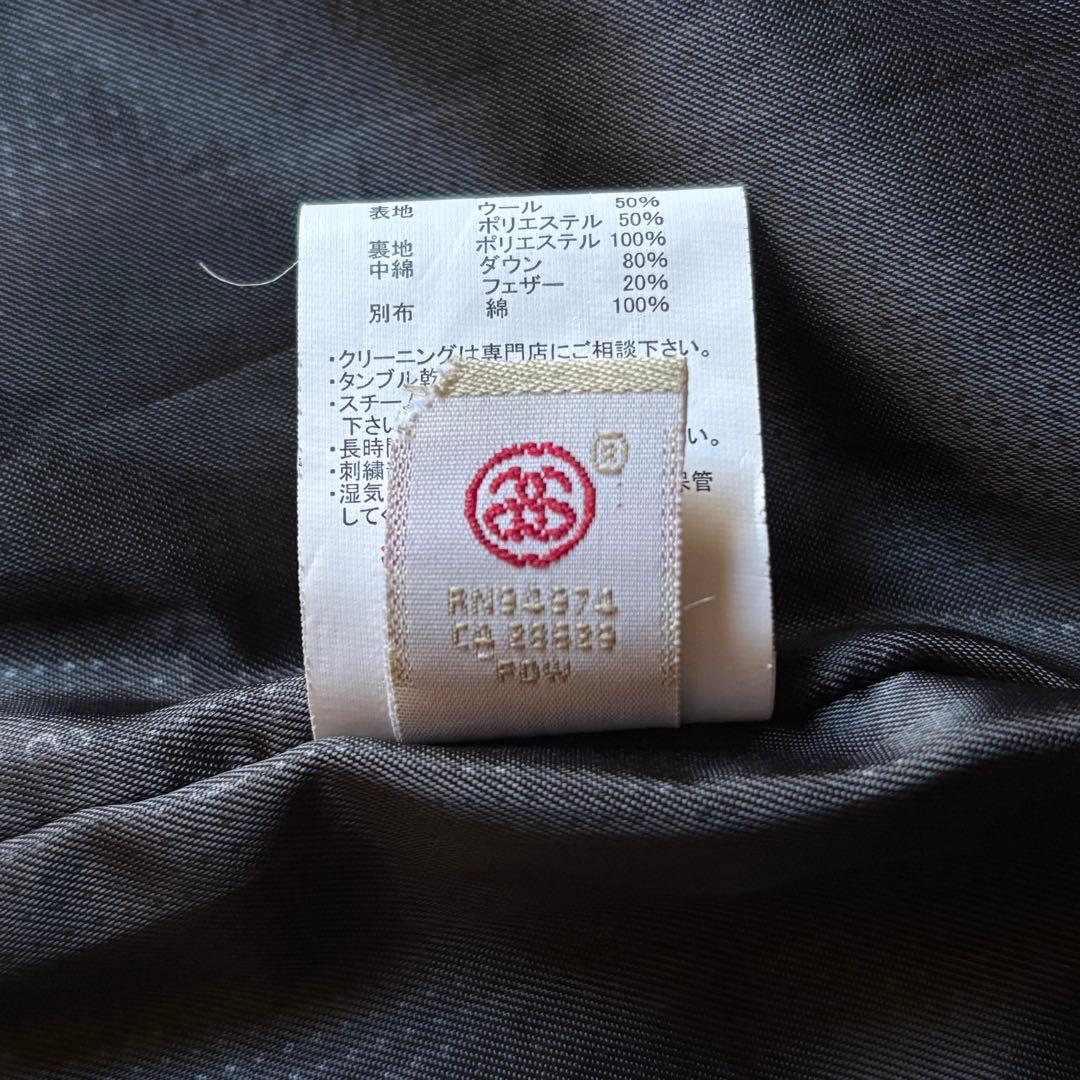 表地 ウール 50%
ポリエステル 50%
裏地 ポリエステル 100%
中綿 ダウン 80%
フェザー 20%
別布 綿 100%
・クリーニングは専門店にご相談下さい。
・タンブル乾
・スチー
下さい
・長時間 い。
・刺繍
・湿気 保管
してく
®
RN94974
CA28629
PDW